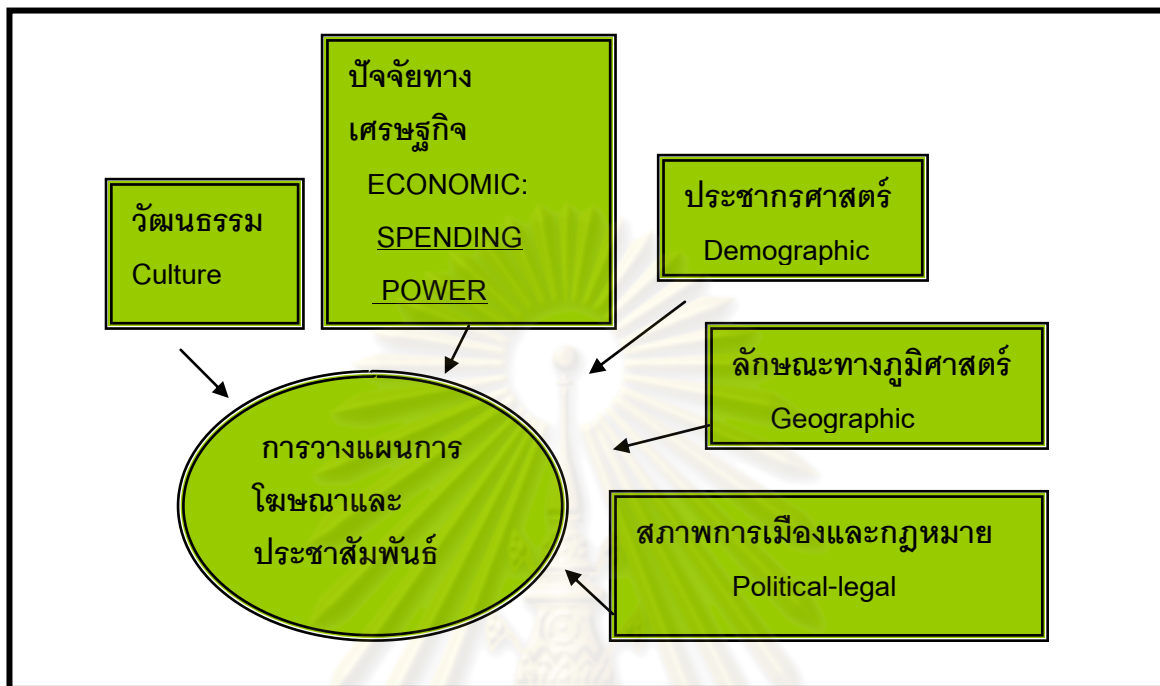 ปัจจัยทาง
เศรษฐกิจ
ECONOMIC:
SPENDING
POWER
วัฒนธรรม
Culture
ประชากรศาสตร์
Demographic
ลักษณะทางภูมิศาสตร์
Geographic
การวางแผนการ
โฆษณาและ
ประชาสัมพันธ์
สภาพการเมืองและกฎหมาย
Political-legal